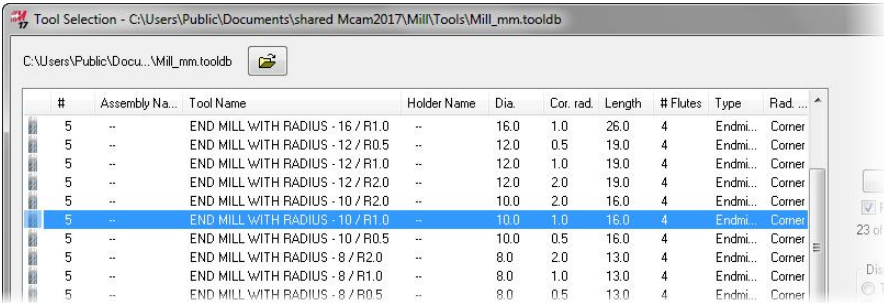 Tool Selection - C:\Users\Public\Documents\shared Mcam2017\Mill\Tools\Mill_mm.tooldb
C:\Users\Public\Docu...\Mill_mm.tooldb
# Assembly Na... Tool Name Holder Name Dia. Cor. rad. Length # Flutes Type Rad. ...
5 -- END MILL WITH RADIUS - 16 / R1.0 -- 16.0 1.0 26.0 4 Endmi... Corner
5 -- END MILL WITH RADIUS - 12 / R0.5 -- 12.0 0.5 19.0 4 Endmi... Corner
5 -- END MILL WITH RADIUS - 12 / R1.0 -- 12.0 1.0 19.0 4 Endmi... Corner
5 -- END MILL WITH RADIUS - 12 / R2.0 -- 12.0 2.0 19.0 4 Endmi... Corner
5 -- END MILL WITH RADIUS - 10 / R2.0 -- 10.0 2.0 16.0 4 Endmi... Corner
5 -- END MILL WITH RADIUS - 10 / R1.0 -- 10.0 1.0 16.0 4 Endmi... Corner
5 -- END MILL WITH RADIUS - 10 / R0.5 -- 10.0 0.5 16.0 4 Endmi... Corner
23 of
5 -- END MILL WITH RADIUS - 8 / R2.0 -- 8.0 2.0 13.0 4 Endmi... Corner
5 -- END MILL WITH RADIUS - 8 / R1.0 -- 8.0 1.0 13.0 4 Endmi... Corner
Dis
5 -- END MILL WITH RADIUS - 8 / R0.5 -- 8.0 0.5 13.0 4 Endmi... Corner